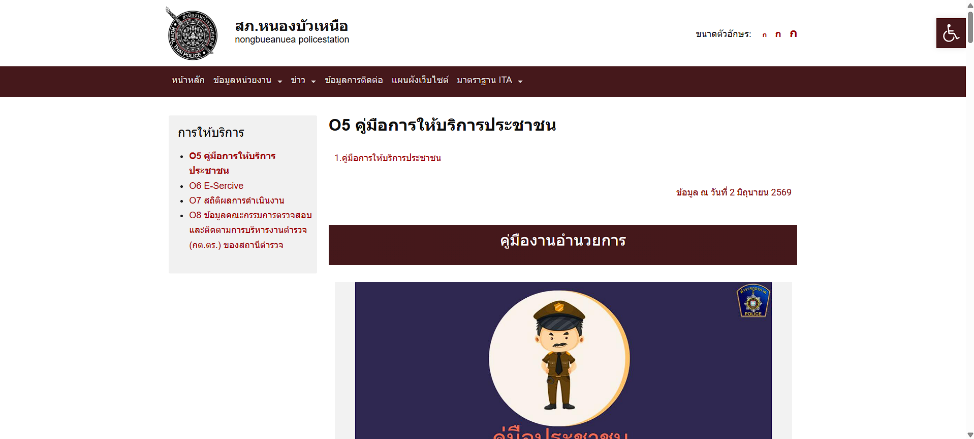 สภ.หนองบัวเหนือ
nongbueanuea policestation
ขนาดตัวอักษร: ก ก ก
หน้าหลัก ข้อมูลหน่วยงาน ข่าว ข้อมูลการติดต่อ แผนผังเว็บไซต์ มาตราฐาน ITA
การให้บริการ
O5 คู่มือการให้บริการ
ประชาชน
O6 E-Sercive
O7 สถิติผลการดำเนินงาน
O8 ข้อมูลคณะกรรมการตรวจสอบ
และติดตามการบริหารงานตำรวจ
(กต.ตร.) ของสถานีตำรวจ
O5 คู่มือการให้บริการประชาชน
1.คู่มือการให้บริการประชาชน
ข้อมูล ณ วันที่ 2 มิถุนายน 2569
คู่มืองานอำนวยการ
POLICE
คู่มือประชาชน